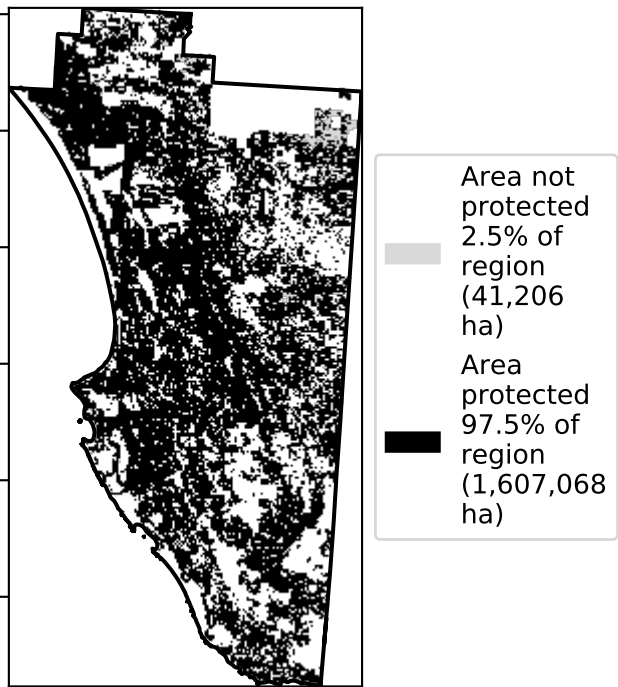 Area not
protected
2.5% of
region
(41,206
ha)
Area
protected
97.5% of
region
(1,607,068
ha)